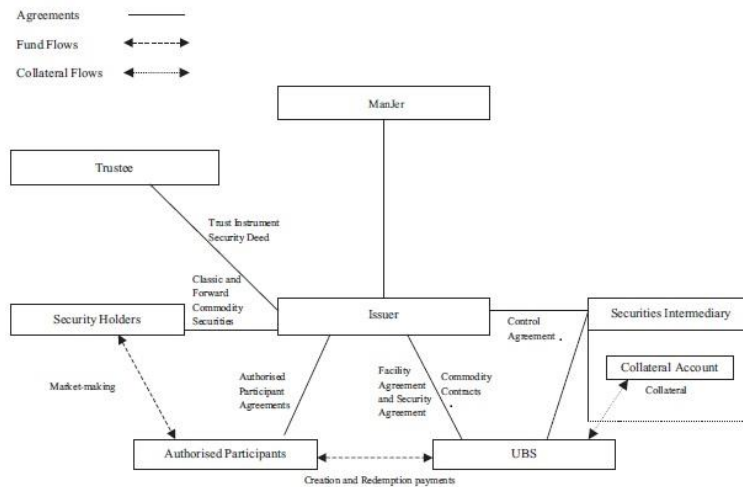 Agreements
Fund Flows
Collateral Flows
ManJer
Trustee
Trust Instrument
Security Deed
Classic and
Forward
Commodity
Securities
Security Holders
Issuer
Securities Intermediary
Control
Agreement
Collateral Account
Collateral
Market-making
Authorised
Participant
Agreements
Facility
Agreement
and Security
Agreement
Commodity
Contracts
Authorised Participants
UBS
Creation and Redemption payments